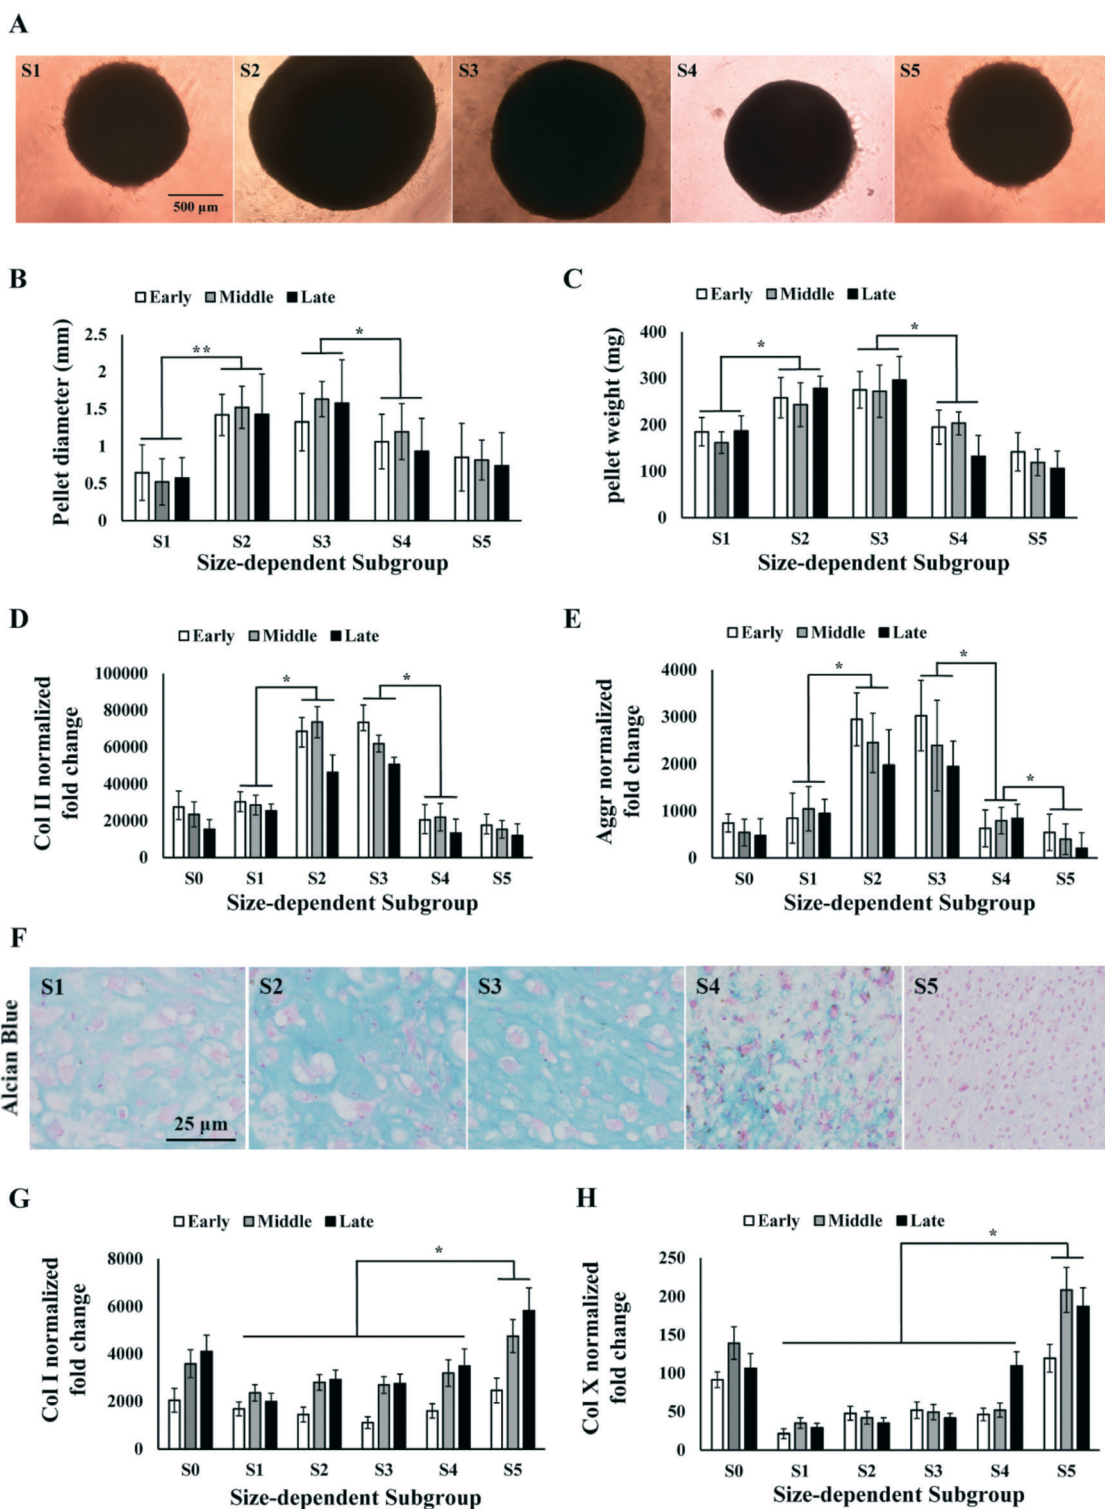 A
S1 S2 S3 S4 S5
500 μm
B
Early Middle Late
Pellet diameter (mm)
2.5
2
1.5
1
0.5
0
** *
S1 S2 S3 S4 S5
Size-dependent Subgroup
C
Early Middle Late
pellet weight (mg)
400
300
200
100
0
* *
S1 S2 S3 S4 S5
Size-dependent Subgroup
D
Early Middle Late
Col II normalized
fold change
100000
80000
60000
40000
20000
0
* *
S0 S1 S2 S3 S4 S5
Size-dependent Subgroup
E
Early Middle Late
Aggr normalized
fold change
4000
3000
2000
1000
0
* * *
S0 S1 S2 S3 S4 S5
Size-dependent Subgroup
F
Alcian Blue
S1 S2 S3 S4 S5
25 μm
G
Early Middle Late
Col I normalized
fold change
8000
6000
4000
2000
0
*
S0 S1 S2 S3 S4 S5
Size-dependent Subgroup
H
Early Middle Late
Col X normalized
fold change
250
200
150
100
50
0
*
S0 S1 S2 S3 S4 S5
Size-dependent Subgroup